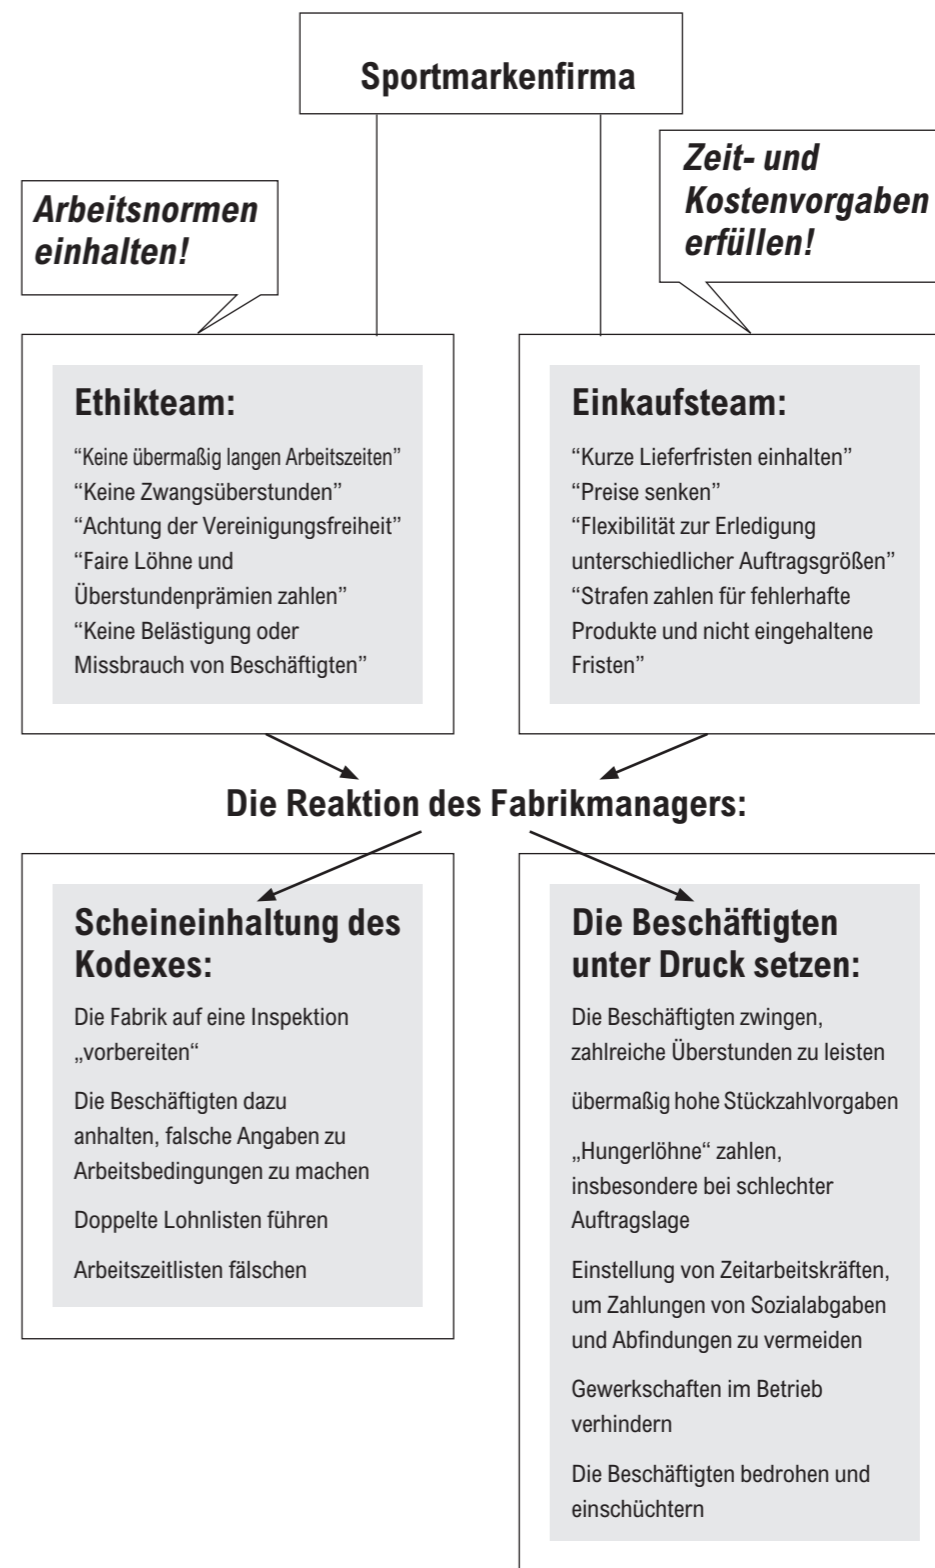 Sportmarkenfirma
Arbeitsnormen
einhalten!
Zeit- und
Kostenvorgaben
erfüllen!
Ethikteam:
“Keine übermaßig langen Arbeitszeiten”
“Keine Zwangsüberstunden”
“Achtung der Vereinigungsfreiheit”
“Faire Löhne und
Überstundenprämien zahlen”
“Keine Belästigung oder
Missbrauch von Beschäftigten”
Einkaufsteam:
“Kurze Lieferfristen einhalten”
“Preise senken”
“Flexibilität zur Erledigung
unterschiedlicher Auftragsgrößen”
“Strafen zahlen für fehlerhafte
Produkte und nicht eingehaltene
Fristen”
Die Reaktion des Fabrikmanagers:
Scheineinhaltung des
Kodexes:
Die Fabrik auf eine Inspektion
„vorbereiten“
Die Beschäftigten dazu
anhalten, falsche Angaben zu
Arbeitsbedingungen zu machen
Doppelte Lohnlisten führen
Arbeitszeitlisten fälschen
Die Beschäftigten
unter Druck setzen:
Die Beschäftigten zwingen,
zahlreiche Überstunden zu leisten
übermaßig hohe Stückzahlvorgaben
„Hungerlöhne“ zahlen,
insbesondere bei schlechter
Auftragslage
Einstellung von Zeitarbeitskräften,
um Zahlungen von Sozialabgaben
und Abfindungen zu vermeiden
Gewerkschaften im Betrieb
verhindern
Die Beschäftigten bedrohen und
einschüchtern